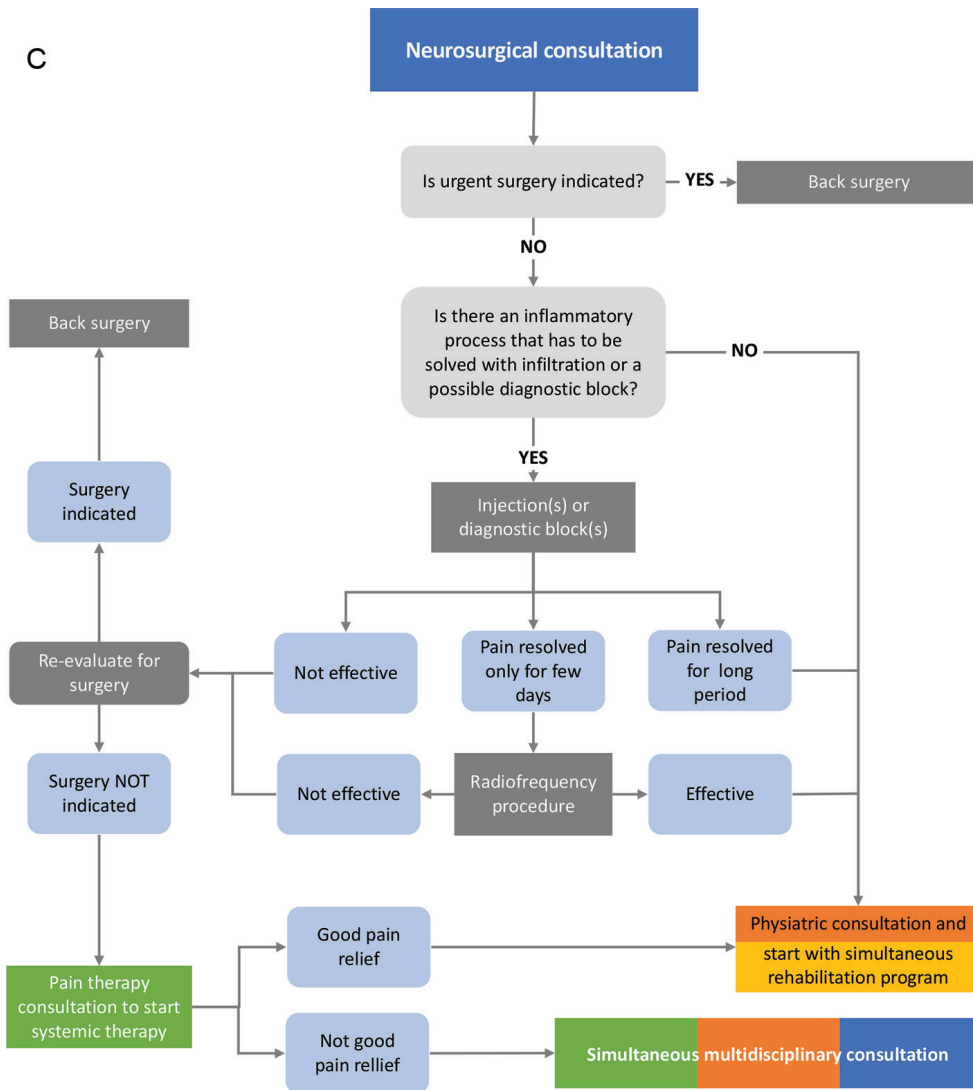 C
Neurosurgical consultation
Is urgent surgery indicated?
YES
Back surgery
NO
Back surgery
Is there an inflammatory
process that has to be
solved with infiltration or a
possible diagnostic block?
NO
YES
Surgery
indicated
Injection(s) or
diagnostic block(s)
Re-evaluate for
surgery
Not effective
Pain resolved
only for few
days
Pain resolved
for long
period
Surgery NOT
indicated
Not effective
Radiofrequency
procedure
Effective
Good pain
relief
Physiatric consultation and
start with simultaneous
rehabilitation program
Pain therapy
consultation to start
systemic therapy
Not good
pain rellief
Simultaneous multidisciplinary consultation